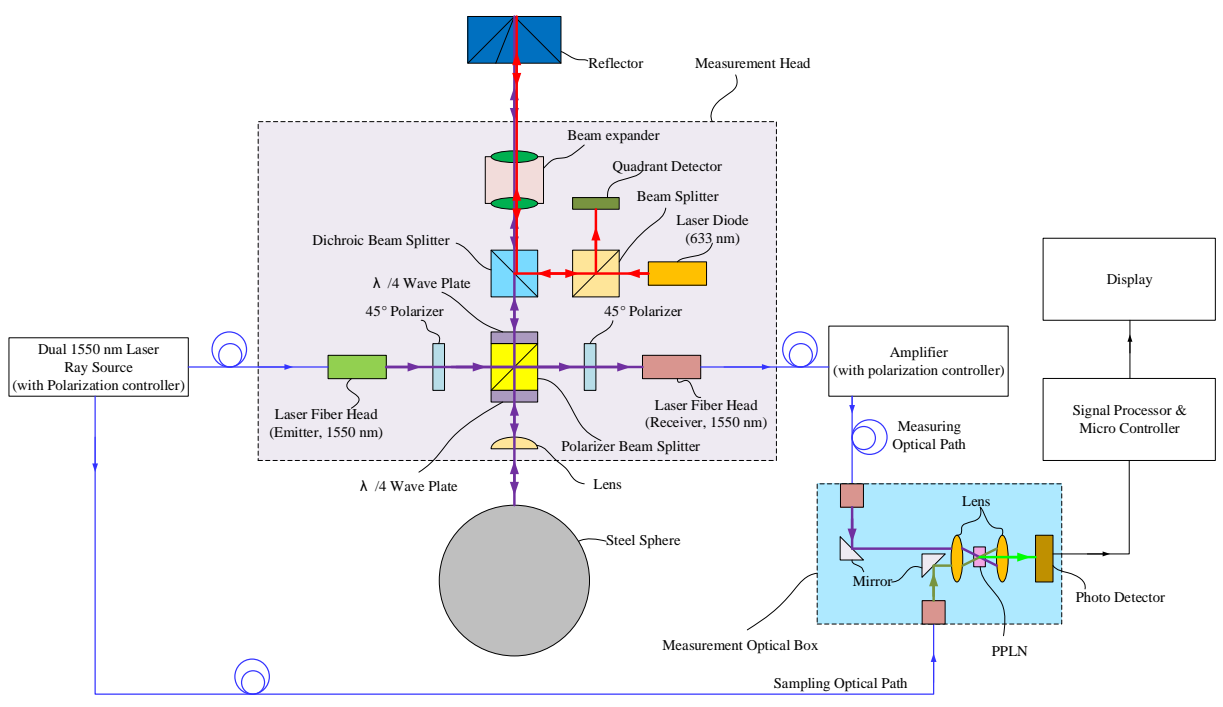 Reflector
Measurement Head
Beam expander
Quadrant Detector
Beam Splitter
Laser Diode
(633 nm)
Dichroic Beam Splitter
λ /4 Wave Plate
45° Polarizer
45° Polarizer
Dual 1550 nm Laser
Ray Source
(with Polarization controller)
Laser Fiber Head
(Emitter, 1550 nm)
Laser Fiber Head
(Receiver, 1550 nm)
Polarizer Beam Splitter
λ /4 Wave Plate
Lens
Steel Sphere
Amplifier
(with polarization controller)
Measuring
Optical Path
Display
Signal Processor &
Micro Controller
Lens
Mirror
Photo Detector
PPLN
Measurement Optical Box
Sampling Optical Path